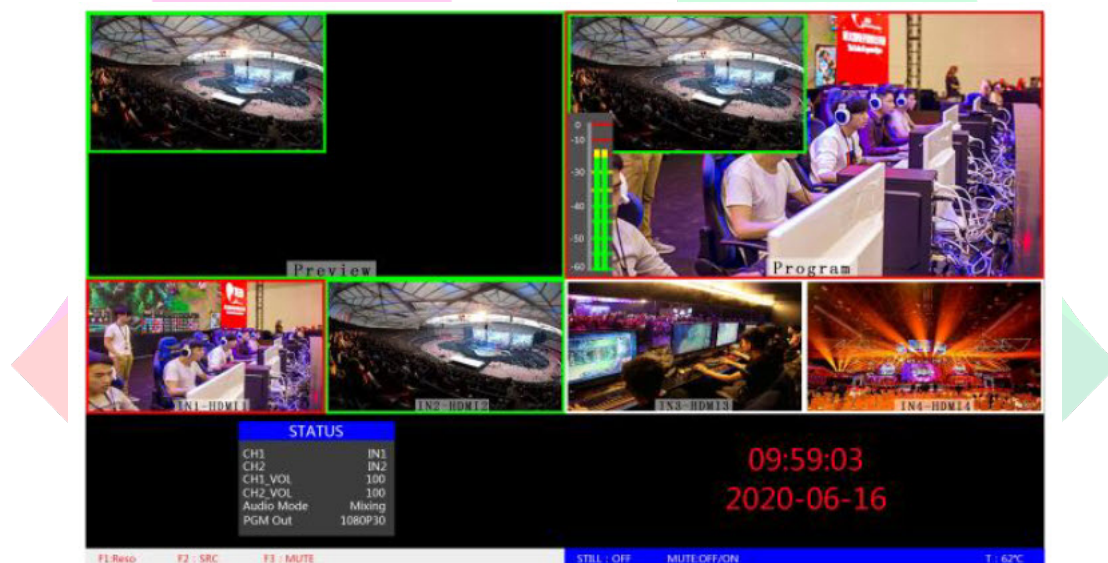 0
-10
-30
-40
-50
-60
Preview
Program
IN1-HDMI1
IN2-HDMI2
IN3-HDMI3
IN4-HDMI4
STATUS
CH1 IN1
CH2 IN2
CH1_VOL 100
CH2_VOL 100
Audio Mode Mixing
PGM Out 1080P30
09:59:03
2020-06-16
F1:Reso F2 : SRC F3 : MUTE
STILL : OFF MUTE:OFF/ON T : 62℃